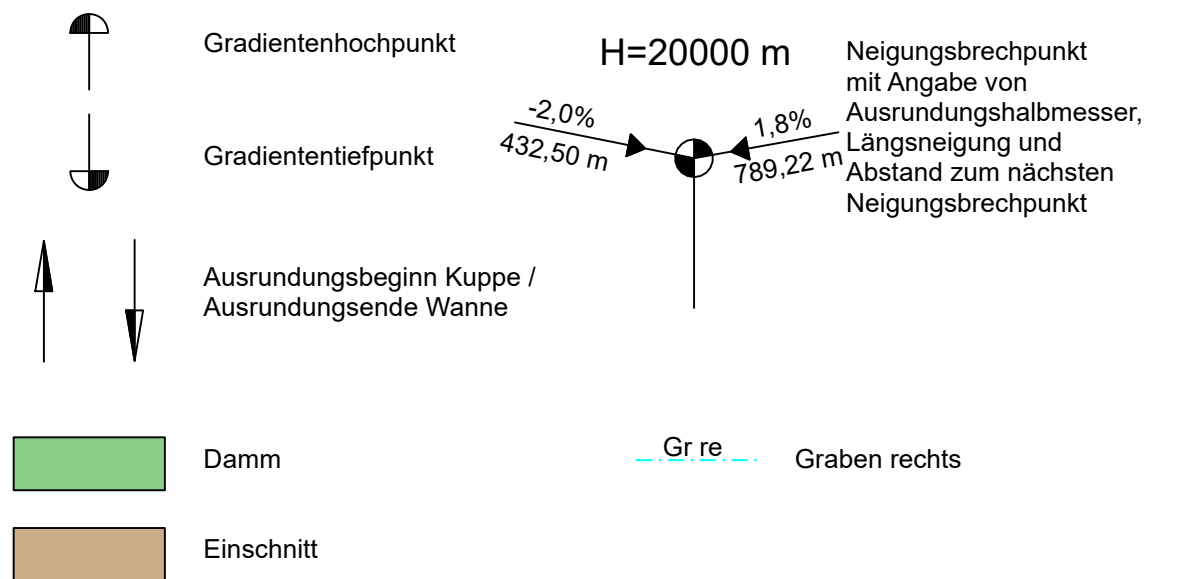 Gradientenhochpunkt
Gradiententiefpunkt
Ausrundungsbeginn Kuppe /
Ausrundungsende Wanne
H=20000 m
-2,0%
432,50 m
1,8%
789,22 m
Neigungsbrechpunkt
mit Angabe von
Ausrundungshalbmesser,
Längsneigung und
Abstand zum nächsten
Neigungsbrechpunkt
Damm
Gr re
Graben rechts
Einschnitt